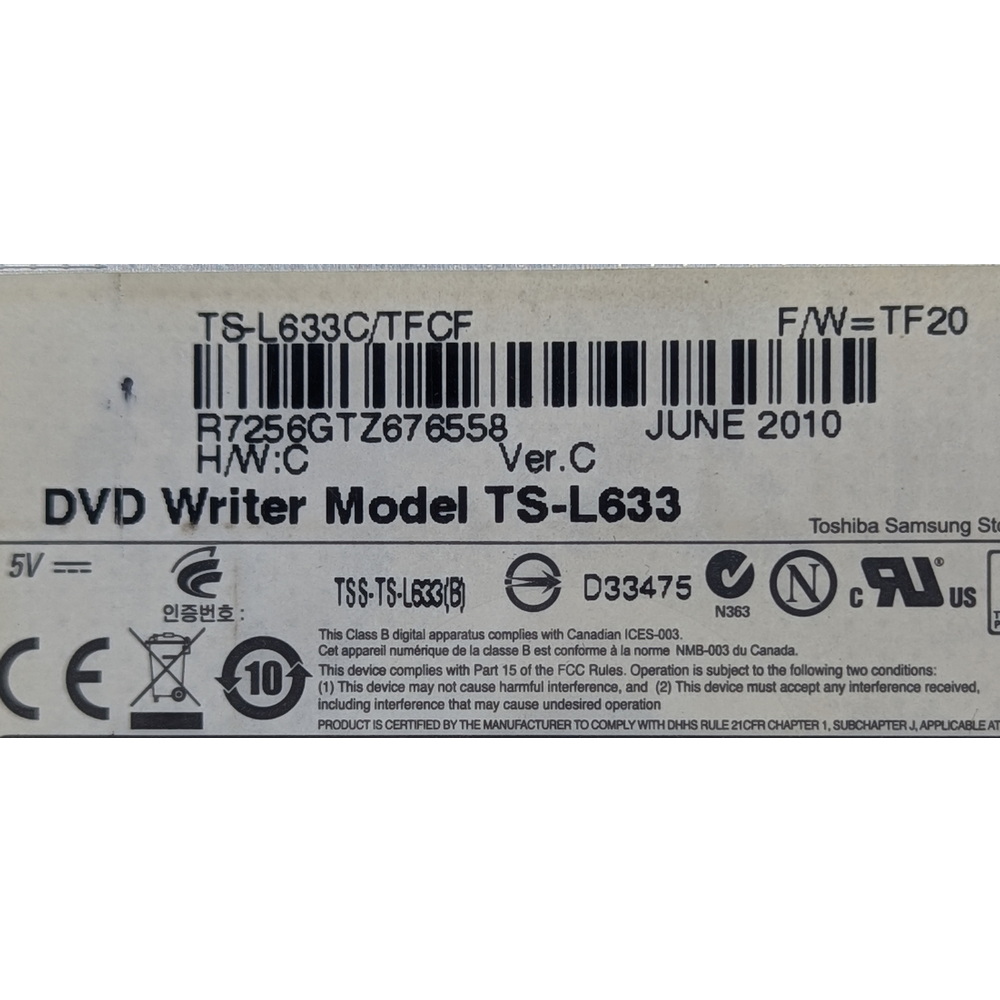 TS-L633C/TFCF F/W=TF20
R7256GTZ676558 JUNE 2010
H/W:C Ver.C
DVD Writer Model TS-L633
Toshiba Samsung Sto
5V
인증번호 :
TSS-TS-L633(B)
D33475
N363
N
c RU® US
CE
10
This Class B digital apparatus complies with Canadian ICES-003.
Cet appareil numérique de la classe B est conforme à la norme NMB-003 du Canada.
This device complies with Part 15 of the FCC Rules. Operation is subject to the following two conditions:
(1) This device may not cause harmful interference, and (2) This device must accept any interference received,
including interference that may cause undesired operation
PRODUCT IS CERTIFIED BY THE MANUFACTURER TO COMPLY WITH DHHS RULE 21CFR CHAPTER 1, SUBCHAPTER J, APPLICABLE AT